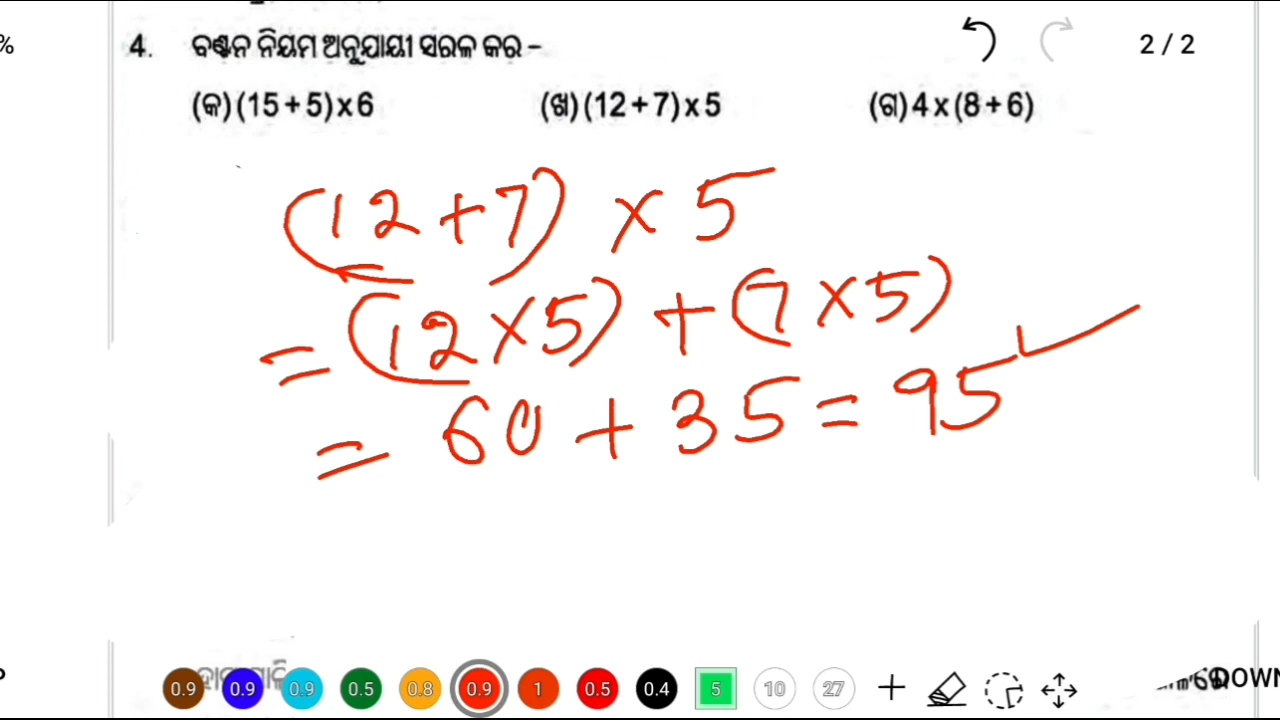 %
4. ବଣ୍ଟନ ନିୟମ ଅନୁଯାୟୀ ସରଳ କର – 2 / 2
(କ) (15 + 5) x 6 (ଖ) (12 + 7) x 5 (ଗ) 4 x (8 + 6)
(12 + 7) × 5
= (12 × 5) + (7 × 5)
= 60 + 35 = 95
0.9 0.9 0.9 0.5 0.8 0.9 1 0.5 0.4 5 10 27 DOWN